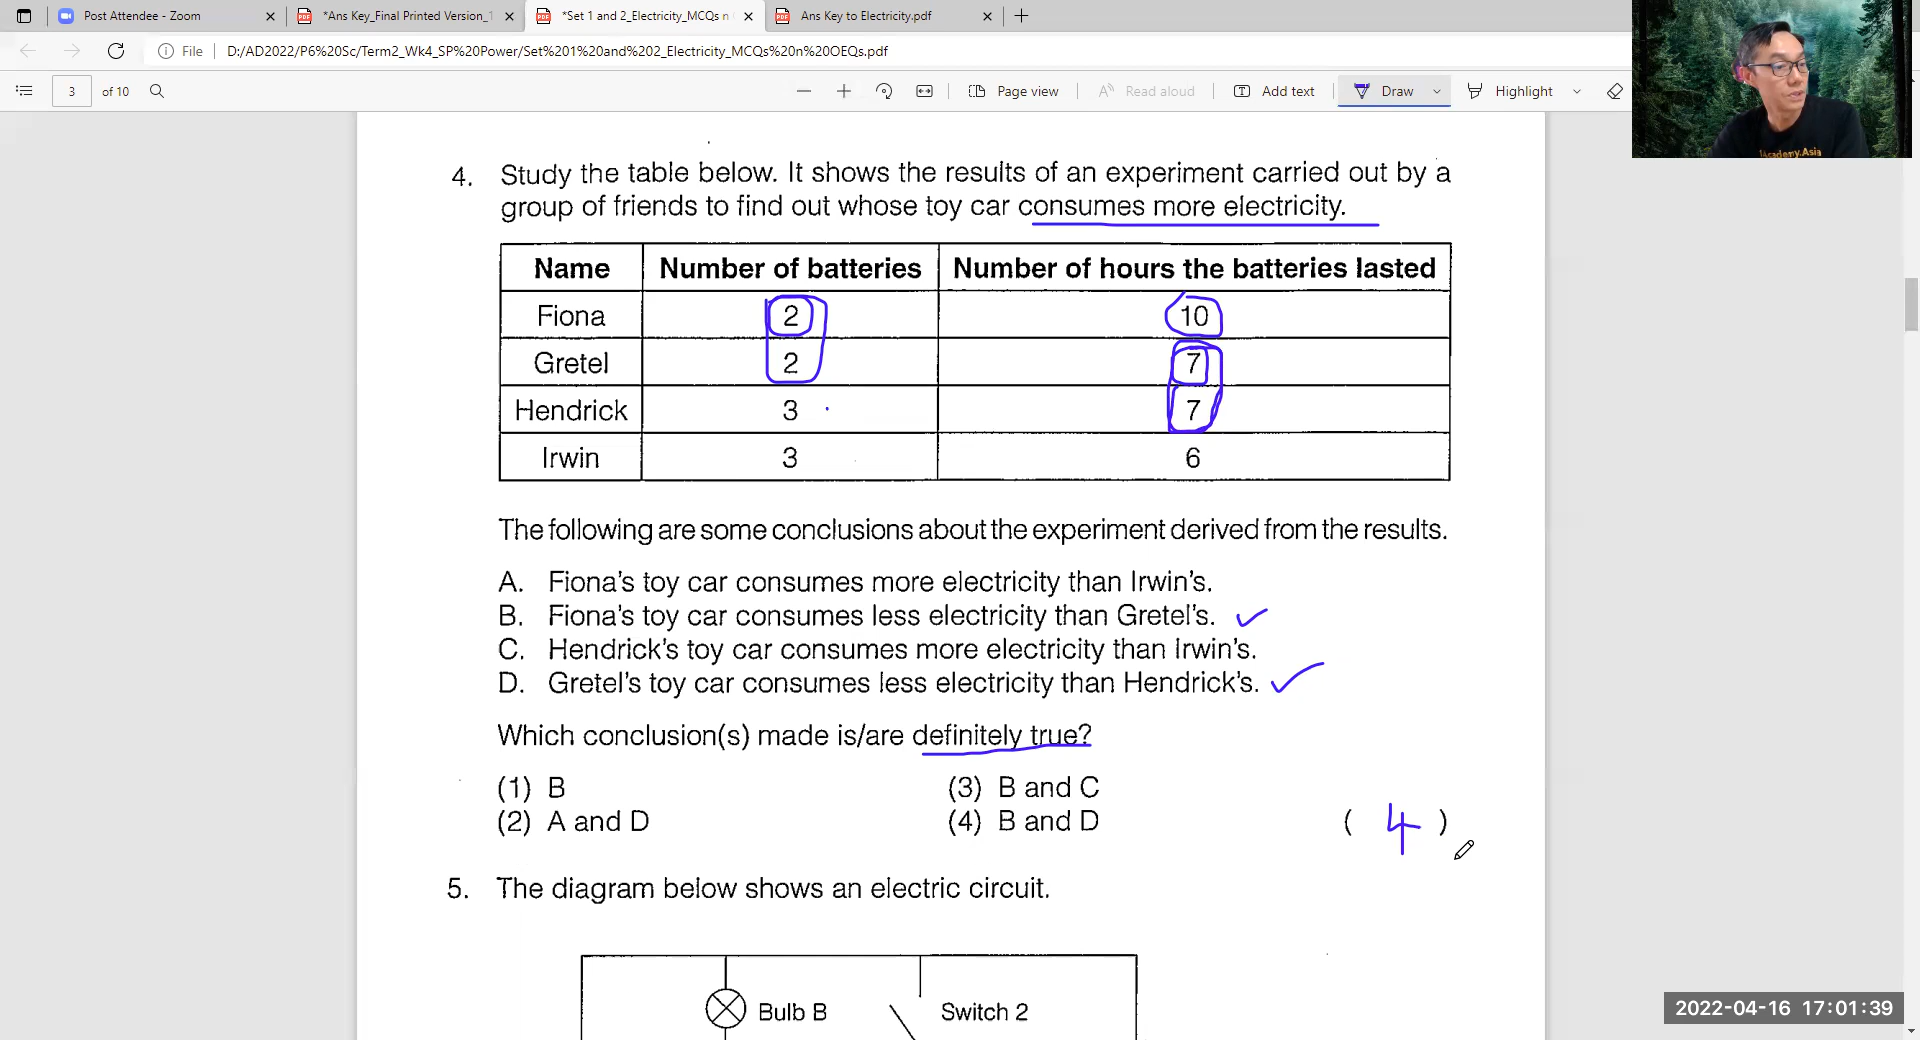 Post Attendee - Zoom
*Ans Key_Final Printed Version_1
*Set 1 and 2_Electricity_MCQs n
Ans Key to Electricity.pdf
File
D:/AD2022/P6%20Sc/Term2_Wk4_SP%20Power/Set%201%20and%202_Electricity_MCQs%20n%20OEQs.pdf
3 of 10
Page view
Read aloud
Add text
Draw
Highlight
1Academy.Asia
4. Study the table below. It shows the results of an experiment carried out by a
group of friends to find out whose toy car consumes more electricity.
Name Number of batteries Number of hours the batteries lasted
Fiona 2 10
Gretel 2 7
Hendrick 3 7
Irwin 3 6
The following are some conclusions about the experiment derived from the results.
A. Fiona's toy car consumes more electricity than Irwin's.
B. Fiona's toy car consumes less electricity than Gretel's.
C. Hendrick's toy car consumes more electricity than Irwin's.
D. Gretel's toy car consumes less electricity than Hendrick's.
Which conclusion(s) made is/are definitely true?
(1) B (3) B and C
(2) A and D (4) B and D ( 4 )
5. The diagram below shows an electric circuit.
Bulb B Switch 2
2022-04-16 17:01:39